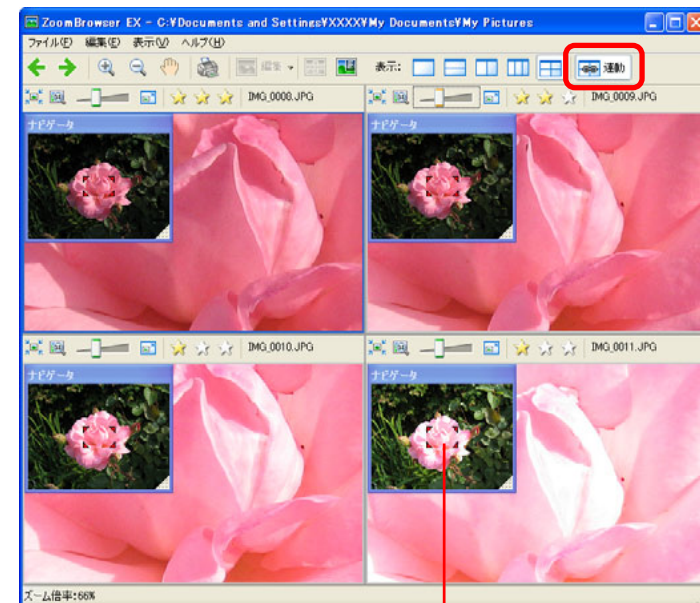 ZoomBrowser EX - C:¥Documents and Settings¥XXXX¥My Documents¥My Pictures
ファイル(F) 編集(E) 表示(V) ヘルプ(H)
編集 表示: 連動
IMG_0008.JPG
IMG_0009.JPG
ナビゲータ
ナビゲータ
IMG_0010.JPG
IMG_0011.JPG
ナビゲータ
ナビゲータ
ズーム倍率:66%